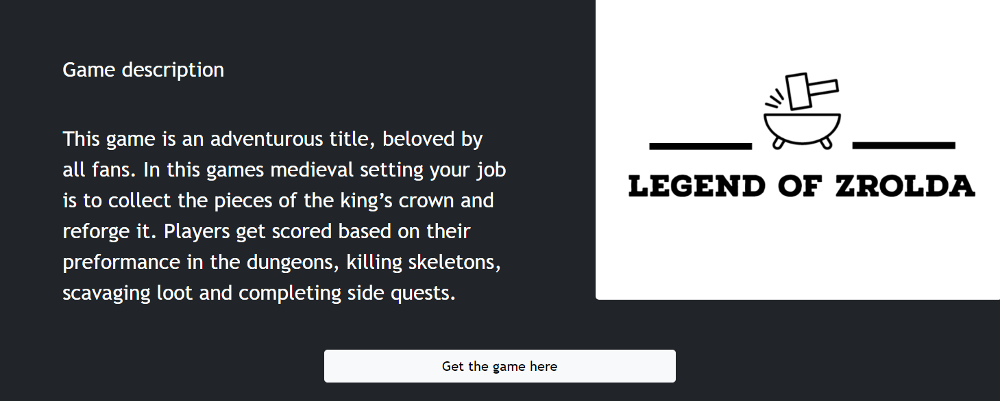 Game description
This game is an adventurous title, beloved by
all fans. In this games medieval setting your job
is to collect the pieces of the king’s crown and
reforge it. Players get scored based on their
preformance in the dungeons, killing skeletons,
scavaging loot and completing side quests.
LEGEND OF ZROLDA
Get the game here